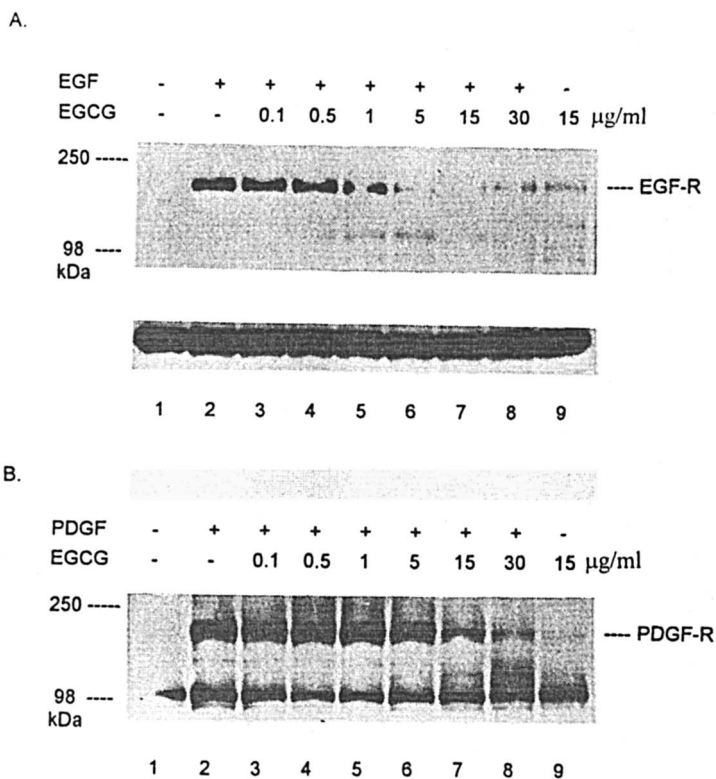 A.
EGF - + + + + + + + -
EGCG - - 0.1 0.5 1 5 15 30 15 µg/ml
250 -----
---- EGF-R
98 ----
kDa
1 2 3 4 5 6 7 8 9
B.
PDGF - + + + + + + + -
EGCG - - 0.1 0.5 1 5 15 30 15 µg/ml
250 -----
---- PDGF-R
98 ----
kDa
1 2 3 4 5 6 7 8 9